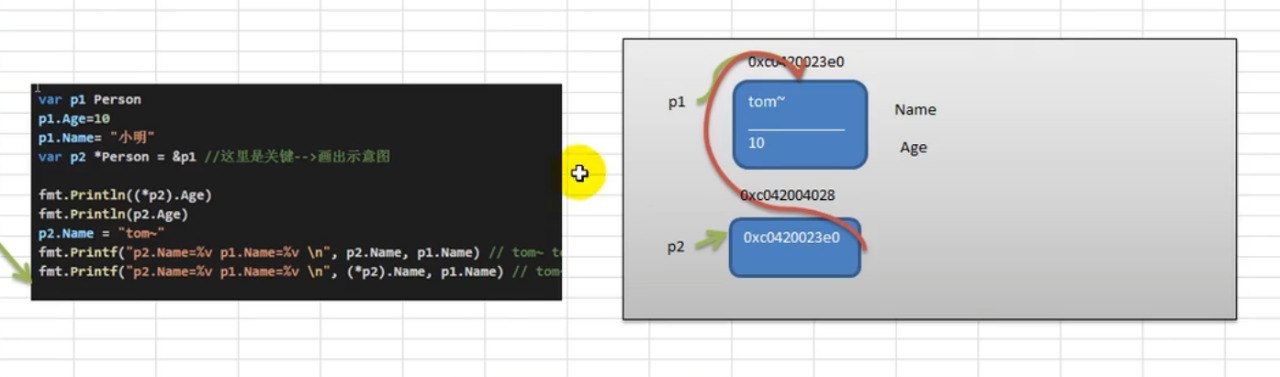 var p1 Person
p1.Age=10
p1.Name= "小明"
var p2 *Person = &p1 //这里是关键-->画出示意图
fmt.Println((*p2).Age)
fmt.Println(p2.Age)
p2.Name = "tom~"
fmt.Printf("p2.Name=%v p1.Name=%v \n", p2.Name, p1.Name) // tom~ to
fmt.Printf("p2.Name=%v p1.Name=%v \n", (*p2).Name, p1.Name) // tom
0xc0420023e0
p1
tom~
Name
10
Age
0xc042004028
p2
0xc0420023e0